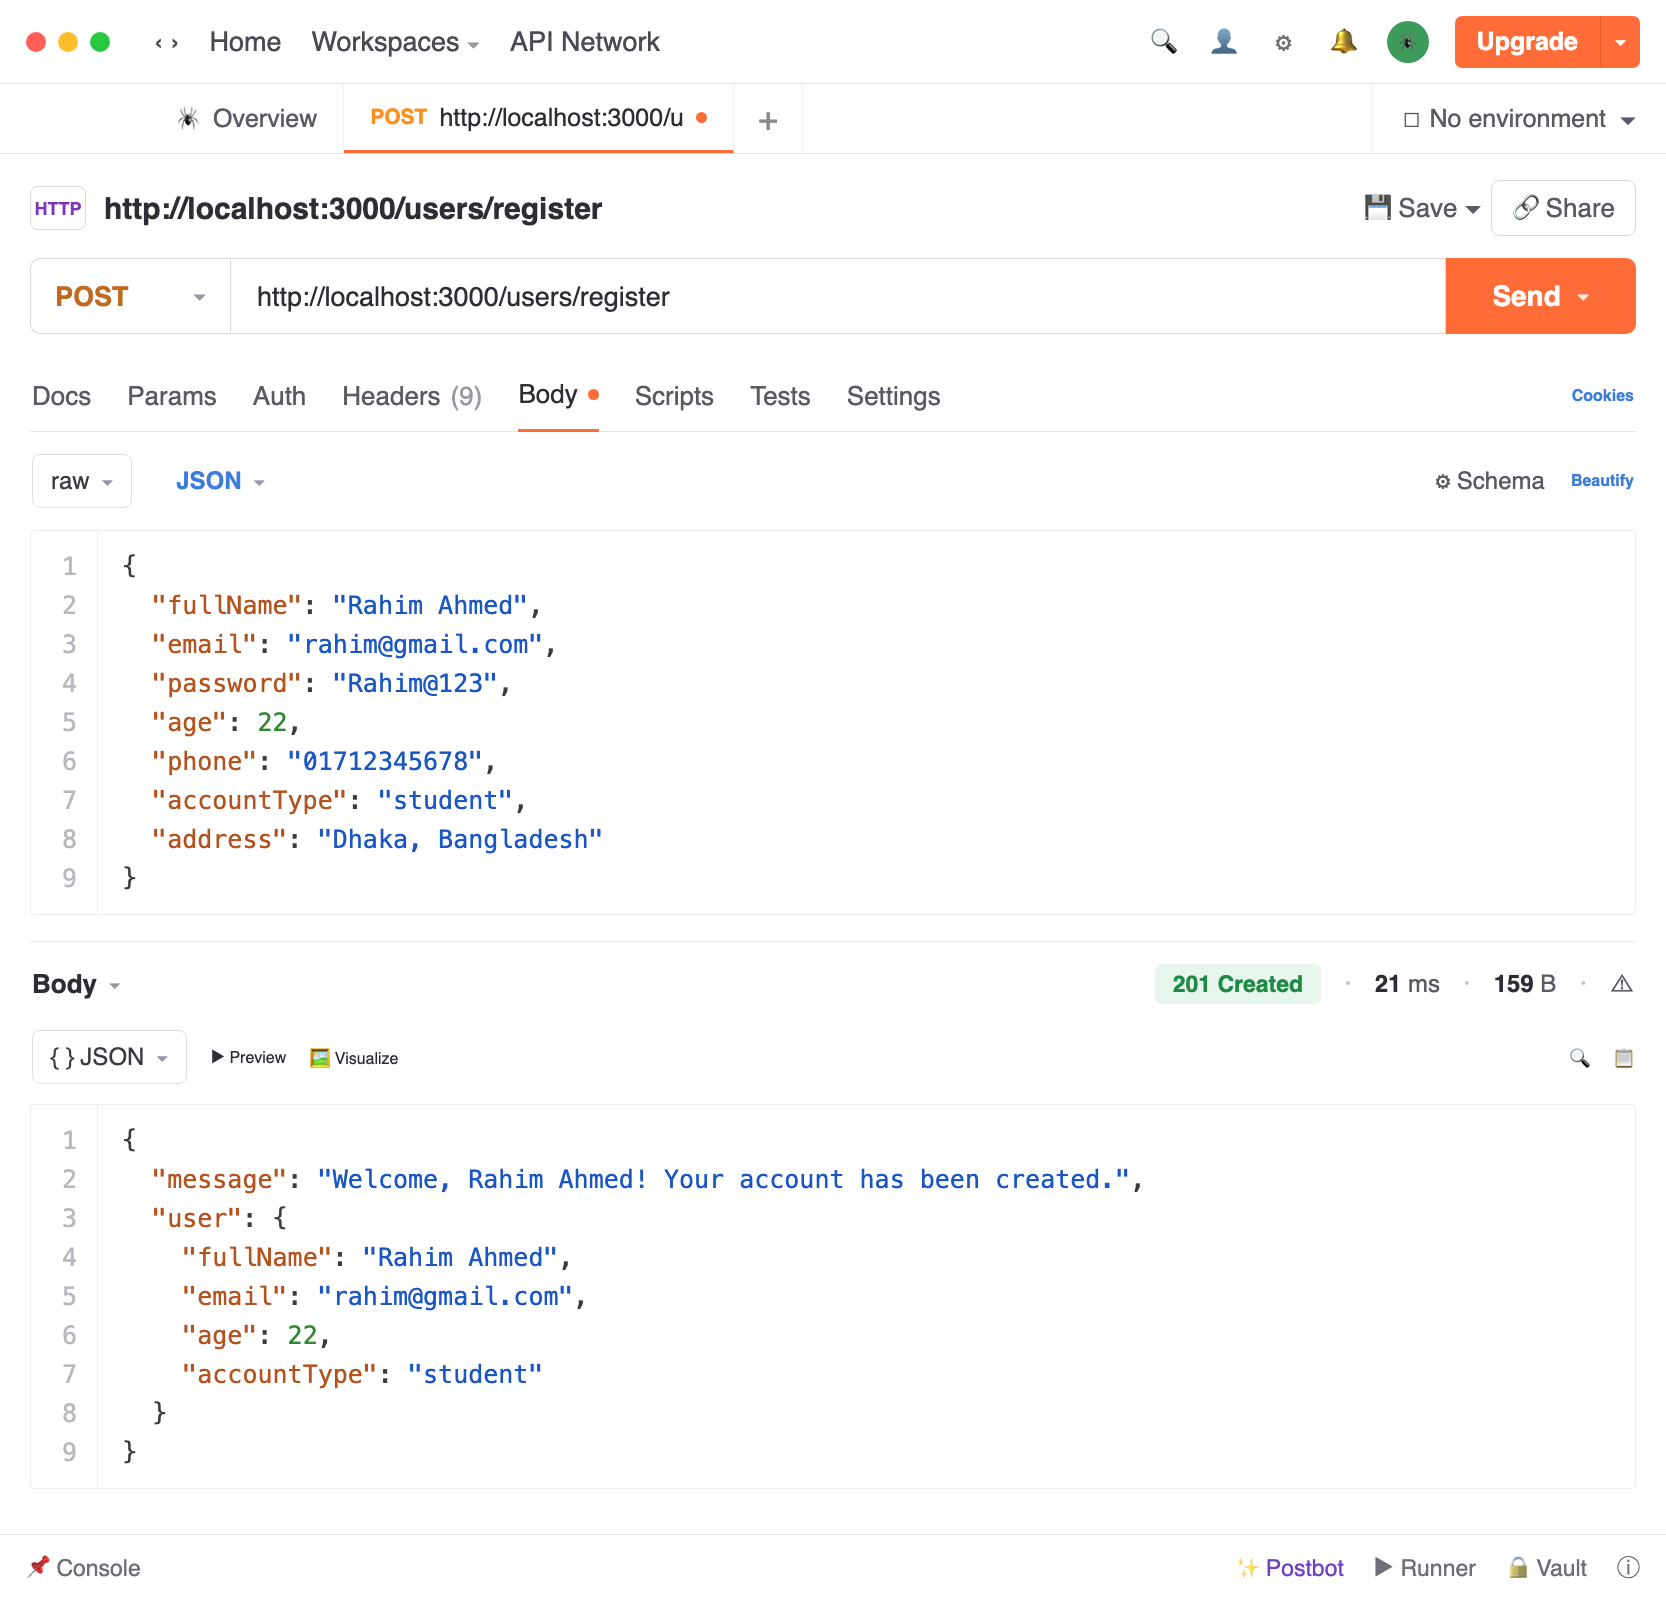 Home Workspaces API Network Upgrade
Overview POST http://localhost:3000/u + No environment
HTTP http://localhost:3000/users/register Save Share
POST http://localhost:3000/users/register Send
Docs Params Auth Headers (9) Body Scripts Tests Settings Cookies
raw JSON Schema Beautify
1 {
2 "fullName": "Rahim Ahmed",
3 "email": "rahim@gmail.com",
4 "password": "Rahim@123",
5 "age": 22,
6 "phone": "01712345678",
7 "accountType": "student",
8 "address": "Dhaka, Bangladesh"
9 }
Body 201 Created · 21 ms · 159 B ·
{ } JSON Preview Visualize
1 {
2 "message": "Welcome, Rahim Ahmed! Your account has been created.",
3 "user": {
4 "fullName": "Rahim Ahmed",
5 "email": "rahim@gmail.com",
6 "age": 22,
7 "accountType": "student"
8 }
9 }
Console Postbot Runner Vault